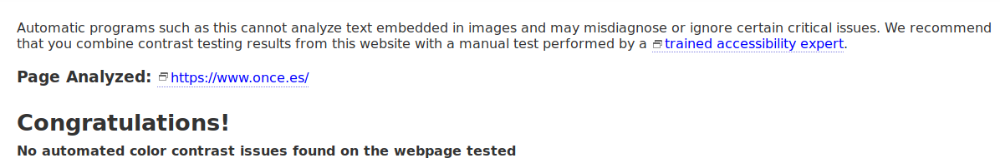 Automatic programs such as this cannot analyze text embedded in images and may misdiagnose or ignore certain critical issues. We recommend
that you combine contrast testing results from this website with a manual test performed by a trained accessibility expert.
Page Analyzed: https://www.once.es/
Congratulations!
No automated color contrast issues found on the webpage tested